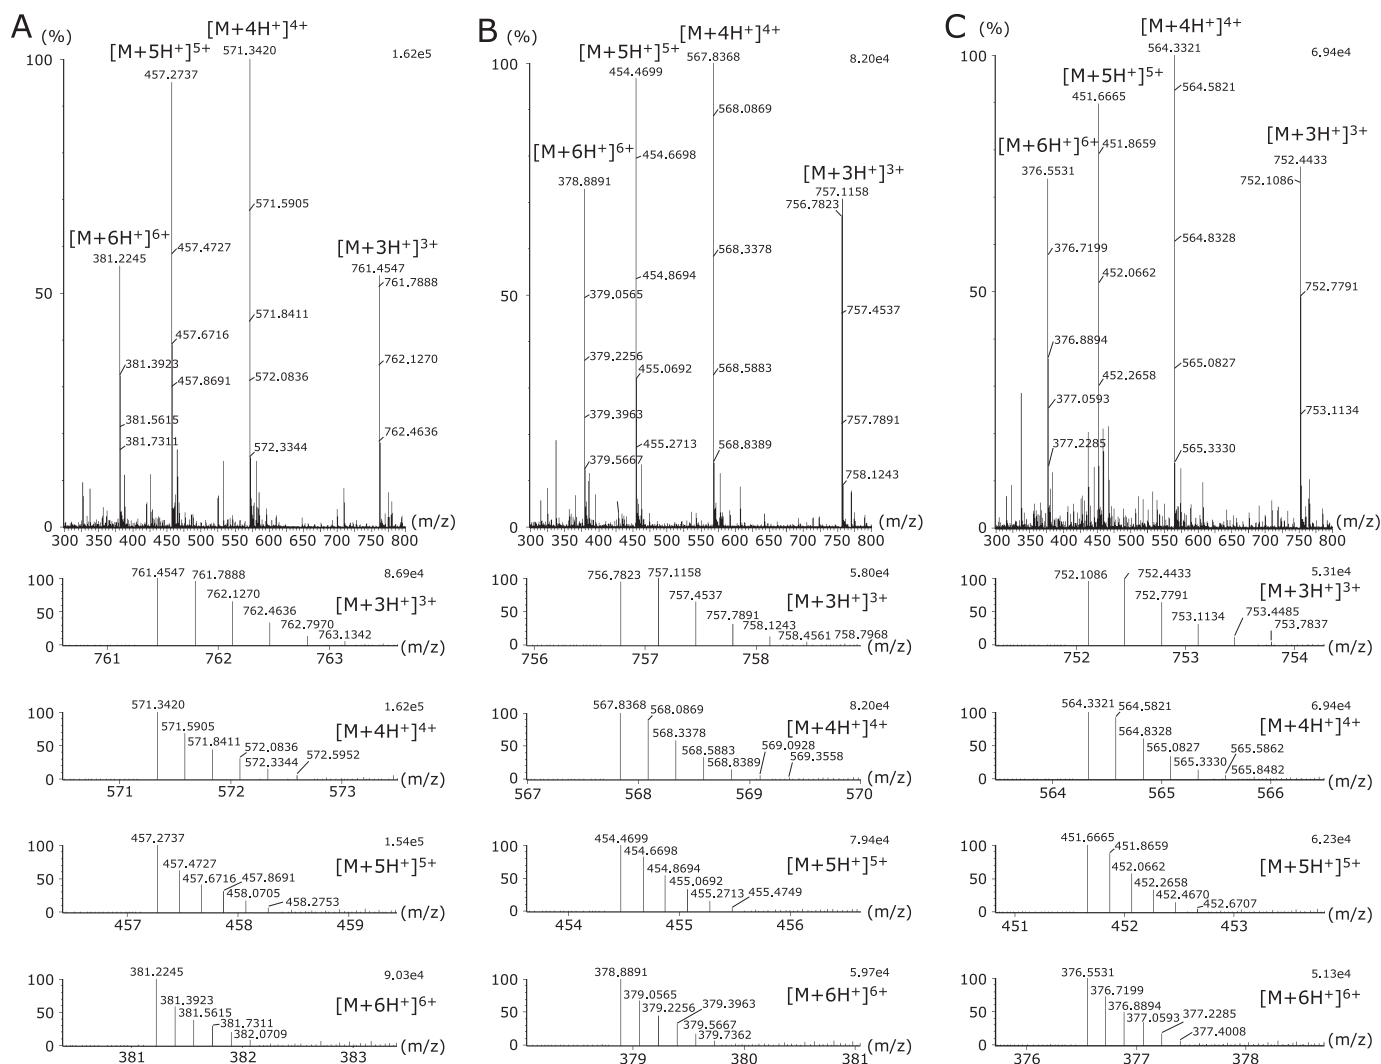 A (%)
[M+4H⁺]⁴⁺
[M+5H⁺]⁵⁺ 571.3420 1.62e5
100
457.2737
571.5905
[M+6H⁺]⁶⁺
457.4727
[M+3H⁺]³⁺
381.2245
761.4547
761.7888
50
571.8411
457.6716
381.3923
762.1270
457.8691
572.0836
381.5615
762.4636
381.7311
572.3344
0
(m/z)
300 350 400 450 500 550 600 650 700 750 800
761.4547 761.7888 8.69e4
100
762.1270
[M+3H⁺]³⁺
762.4636
50
762.7970
763.1342
0
(m/z)
761 762 763
571.3420 1.62e5
100
571.5905
[M+4H⁺]⁴⁺
571.8411
572.0836
50
572.3344
572.5952
0
(m/z)
571 572 573
457.2737 1.54e5
100
457.4727
[M+5H⁺]⁵⁺
457.6716 457.8691
50
458.0705
458.2753
0
(m/z)
457 458 459
381.2245 9.03e4
100
381.3923
[M+6H⁺]⁶⁺
381.5615
50
381.7311
382.0709
0
(m/z)
381 382 383
B (%)
[M+4H⁺]⁴⁺
[M+5H⁺]⁵⁺ 567.8368 8.20e4
100
454.4699
568.0869
[M+6H⁺]⁶⁺
454.6698
[M+3H⁺]³⁺
378.8891
757.1158
756.7823
568.3378
454.8694
379.0565
50
757.4537
379.2256
455.0692
568.5883
379.3963
757.7891
455.2713
568.8389
379.5667
758.1243
0
(m/z)
300 350 400 450 500 550 600 650 700 750 800
756.7823 757.1158 5.80e4
100
757.4537
[M+3H⁺]³⁺
50
757.7891
758.1243
758.4561 758.7968
0
(m/z)
756 757 758
567.8368 568.0869 8.20e4
100
568.3378
[M+4H⁺]⁴⁺
50
568.5883
569.0928
568.8389
569.3558
0
(m/z)
567 568 569 570
454.4699 7.94e4
100
454.6698
[M+5H⁺]⁵⁺
454.8694
50
455.0692
455.2713 455.4749
0
(m/z)
454 455 456
378.8891 5.97e4
100
379.0565
[M+6H⁺]⁶⁺
379.2256
379.3963
50
379.5667
379.7362
0
(m/z)
379 380 381
C (%)
[M+4H⁺]⁴⁺
564.3321 6.94e4
100
[M+5H⁺]⁵⁺
564.5821
451.6665
[M+6H⁺]⁶⁺
451.8659
[M+3H⁺]³⁺
752.4433
376.5531
752.1086
564.8328
376.7199
452.0662
752.7791
50
376.8894
565.0827
452.2658
377.0593
753.1134
377.2285
565.3330
0
(m/z)
300 350 400 450 500 550 600 650 700 750 800
752.1086 752.4433 5.31e4
100
752.7791
[M+3H⁺]³⁺
50
753.1134
753.4485
753.7837
0
(m/z)
752 753 754
564.3321 564.5821 6.94e4
100
564.8328
[M+4H⁺]⁴⁺
50
565.0827
565.5862
565.3330
565.8482
0
(m/z)
564 565 566
451.6665 6.23e4
100
451.8659
[M+5H⁺]⁵⁺
452.0662
50
452.2658
452.4670
452.6707
0
(m/z)
451 452 453
376.5531 5.13e4
100
376.7199
[M+6H⁺]⁶⁺
376.8894
50
377.0593 377.2285
377.4008
0
(m/z)
376 377 378